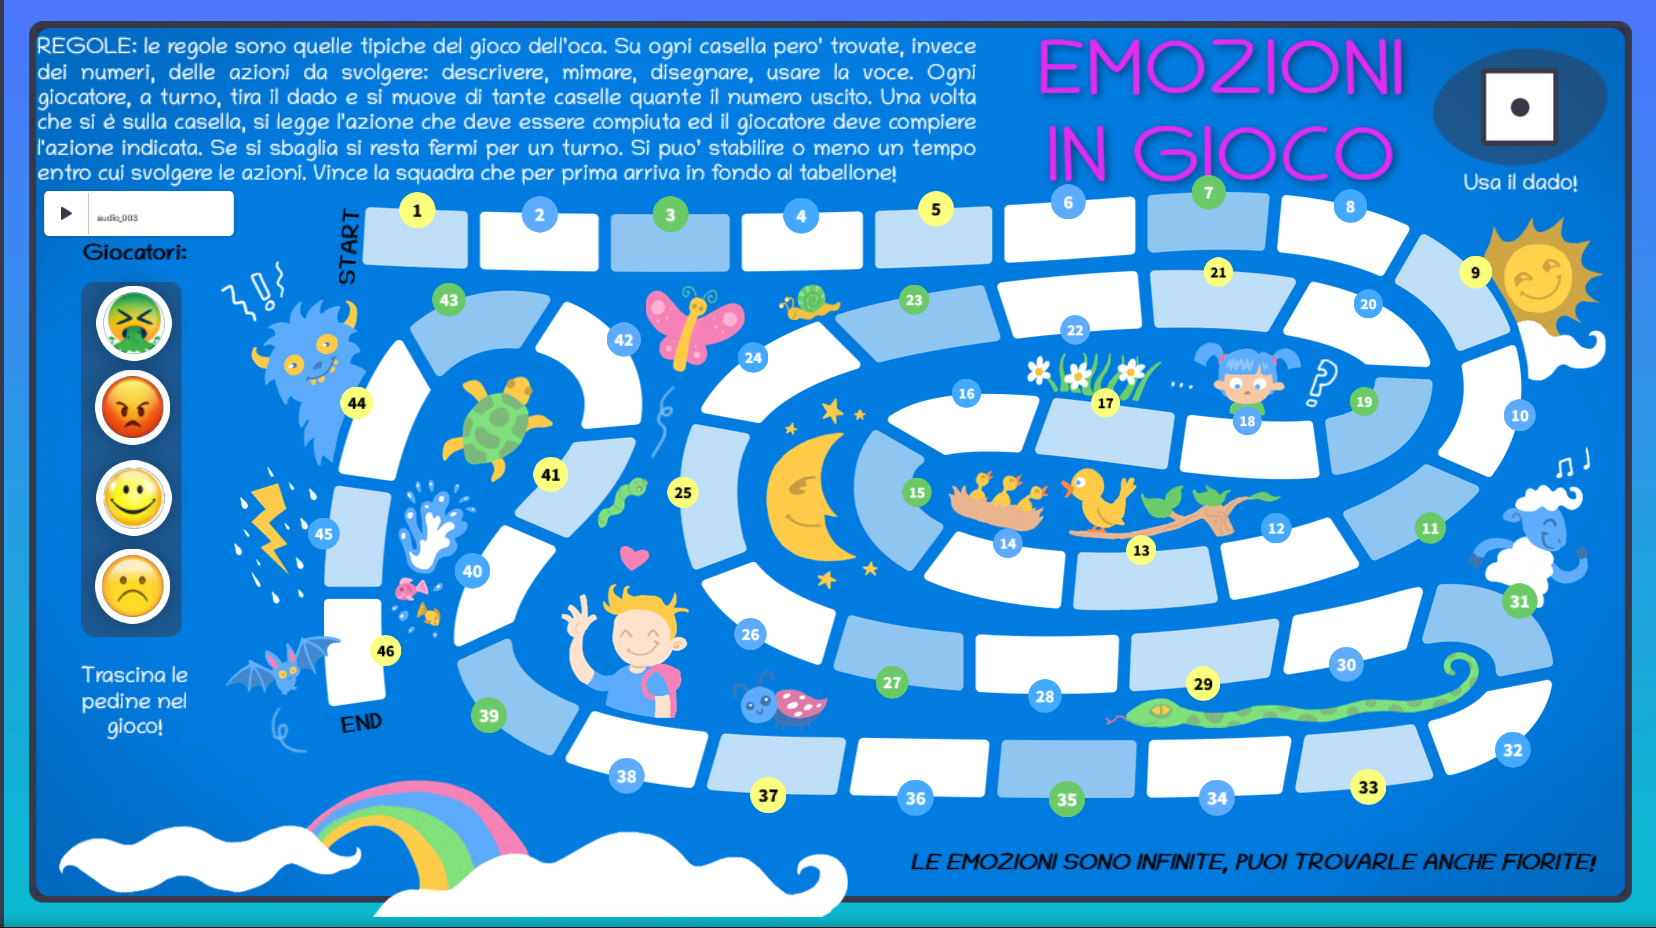 REGOLE: le regole sono quelle tipiche del gioco dell'oca. Su ogni casella pero' trovate, invece
dei numeri, delle azioni da svolgere: descrivere, mimare, disegnare, usare la voce. Ogni
giocatore, a turno, tira il dado e si muove di tante caselle quante il numero uscito. Una volta
che si è sulla casella, si legge l'azione che deve essere compiuta ed il giocatore deve compiere
l'azione indicata. Se si sbaglia si resta fermi per un turno. Si puo' stabilire o meno un tempo
entro cui svolgere le azioni. Vince la squadra che per prima arriva in fondo al tabellone!
EMOZIONI
IN GIOCO
Usa il dado!
audio_003
Giocatori:
Trascina le
pedine nel
gioco!
START
1
2
3
4
5
6
7
8
9
10
11
12
13
14
15
16
17
18
19
20
21
22
23
24
25
26
27
28
29
30
31
32
33
34
35
36
37
38
39
40
41
42
43
44
45
46
END
...
?
LE EMOZIONI SONO INFINITE, PUOI TROVARLE ANCHE FIORITE!